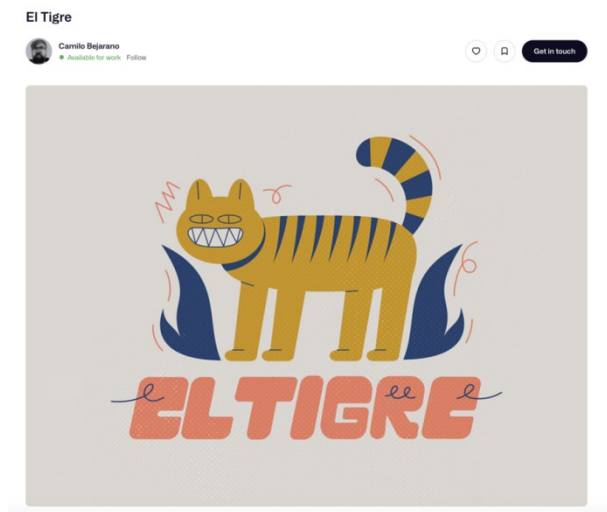 El Tigre
Camilo Bejarano
Available for work Follow
Get in touch
ELTIGRE